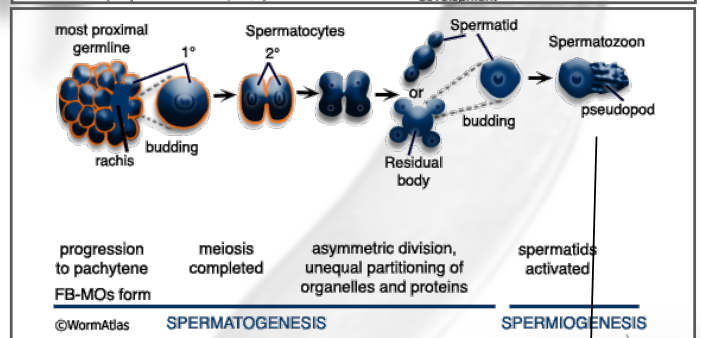 most proximal
germline
1°
Spermatocytes
2°
Spermatid
Spermatozoon
or
pseudopod
budding
rachis
budding
Residual
body
progression
to pachytene
FB-MOs form
meiosis
completed
asymmetric division,
unequal partitioning of
organelles and proteins
spermatids
activated
©WormAtlas
SPERMATOGENESIS
SPERMIOGENESIS